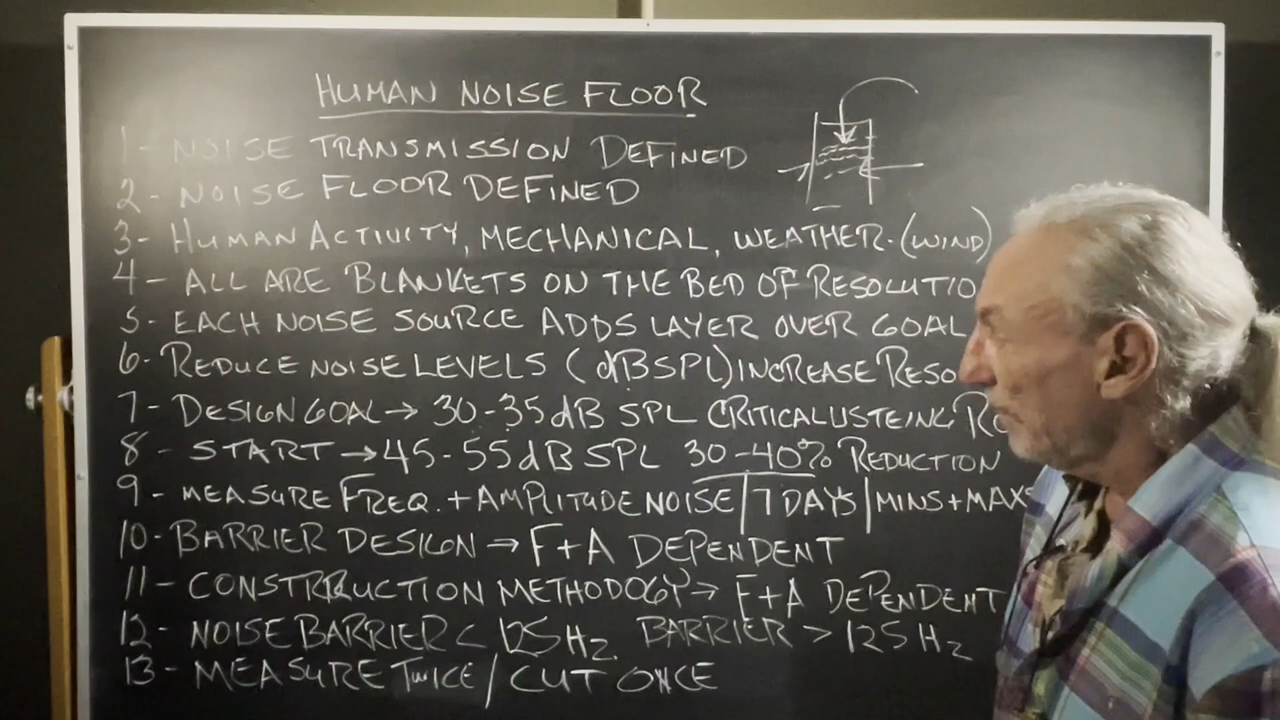 HUMAN NOISE FLOOR
1- NOISE TRANSMISSION DEFINED
2- NOISE FLOOR DEFINED
3- HUMAN ACTIVITY, MECHANICAL, WEATHER. (WIND)
4- ALL ARE BLANKETS ON THE BED OF RESOLUTIO
5- EACH NOISE SOURCE ADDS LAYER OVER GOAL
6- REDUCE NOISE LEVELS (dBSPL) INCREASE RESO
7- DESIGN GOAL → 30-35 dB SPL CRITICAL LISTEING RO
8- START → 45-55 dB SPL 30-40% REDUCTION
9- MEASURE FREQ. + AMPLITUDE NOISE | 7 DAYS | MINS + MAXS
10- BARRIER DESIGN → F+A DEPENDENT
11- CONSTRRUCTION METHODOLOGY → F+A DEPENDENT
12- NOISE BARRIER < 125 Hz. BARRIER > 125 Hz
13- MEASURE TWICE / CUT ONCE